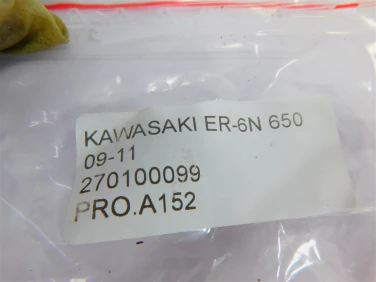 KAWASAKI ER-6N 650
09-11
270100099
PRO.A152